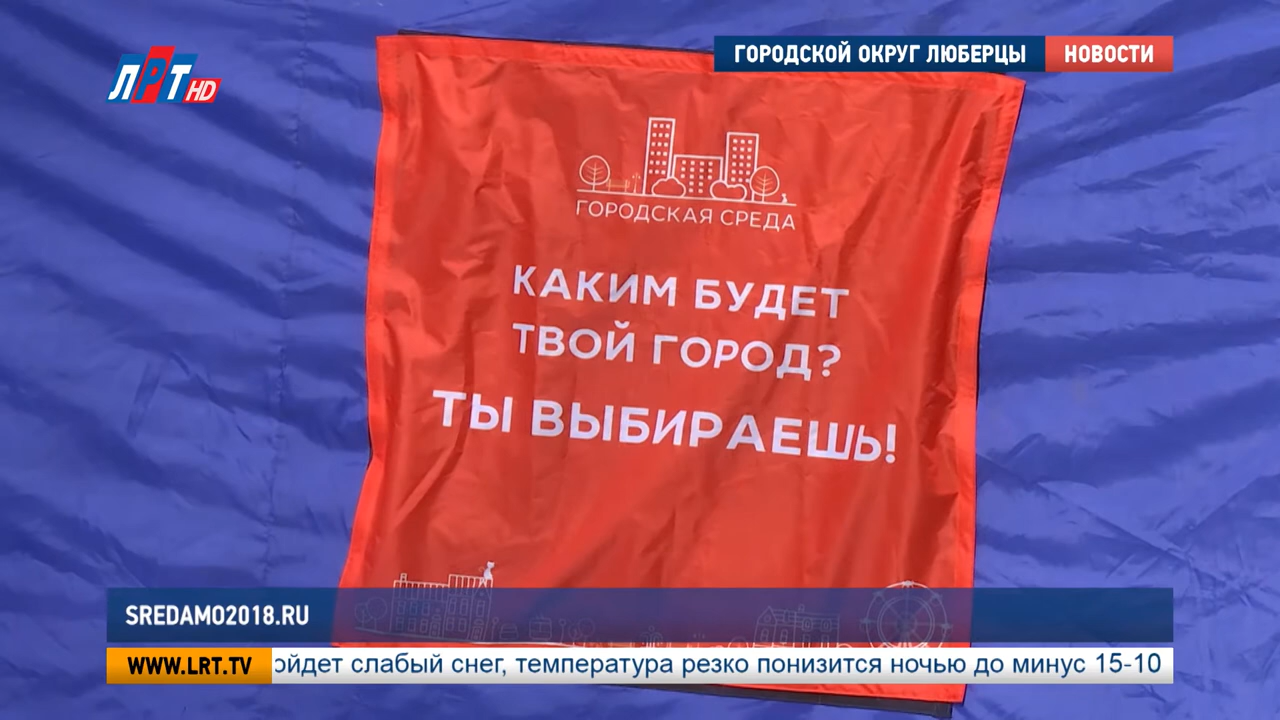 ЛРТ HD
ГОРОДСКОЙ ОКРУГ ЛЮБЕРЦЫ НОВОСТИ
ГОРОДСКАЯ СРЕДА
КАКИМ БУДЕТ
ТВОЙ ГОРОД?
ТЫ ВЫБИРАЕШЬ!
SREDAMO2018.RU
WWW.LRT.TV
слабый снег, температура резко понизится ночью до минус 15-10